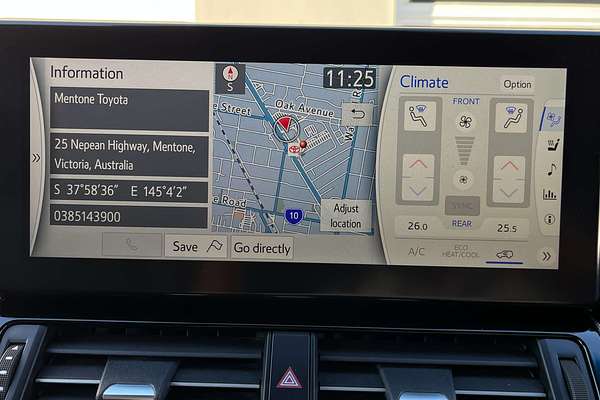 Information
Mentone Toyota
25 Nepean Highway, Mentone,
Victoria, Australia
S 37°58'36" E 145°4'2"
0385143900
Save
Go directly
S
11:25
e Street
Oak Avenue
e Road
10
Adjust
location
Climate
Option
FRONT
SYNC
26.0
REAR
25.5
A/C
ECO
HEAT/COOL